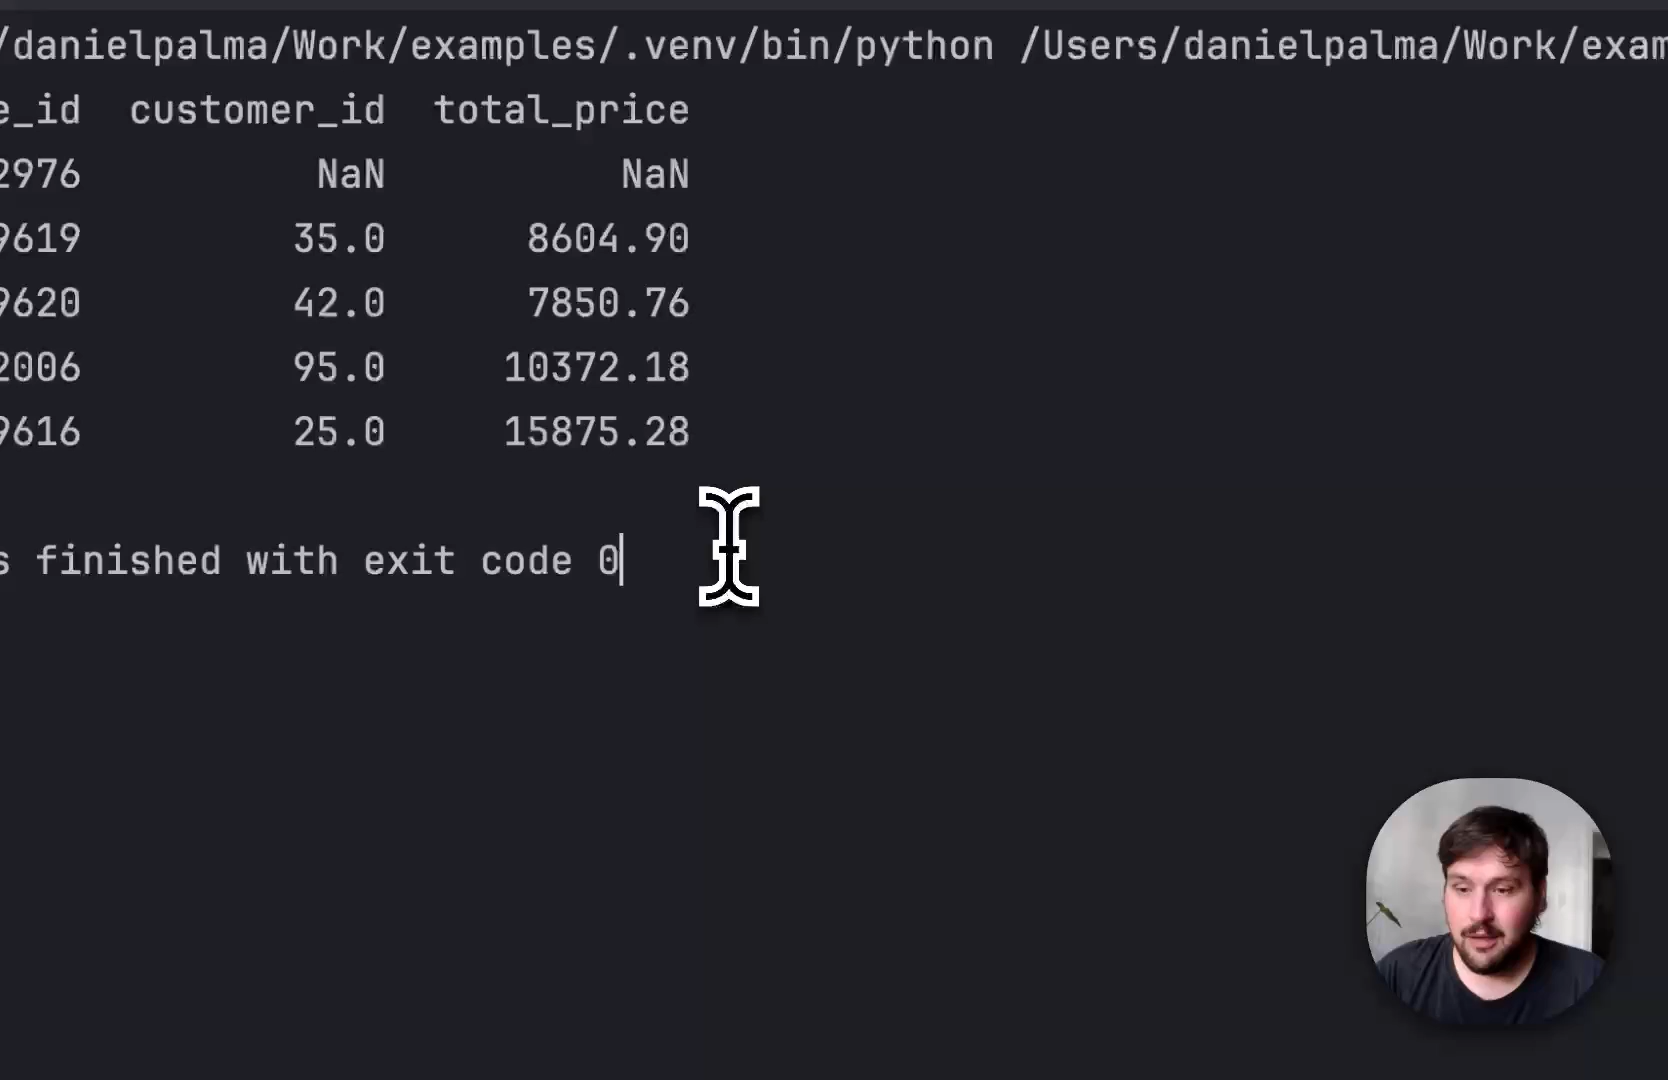 /danielpalma/Work/examples/.venv/bin/python /Users/danielpalma/Work/exam
e_id customer_id total_price
2976 NaN NaN
9619 35.0 8604.90
9620 42.0 7850.76
2006 95.0 10372.18
9616 25.0 15875.28
s finished with exit code 0